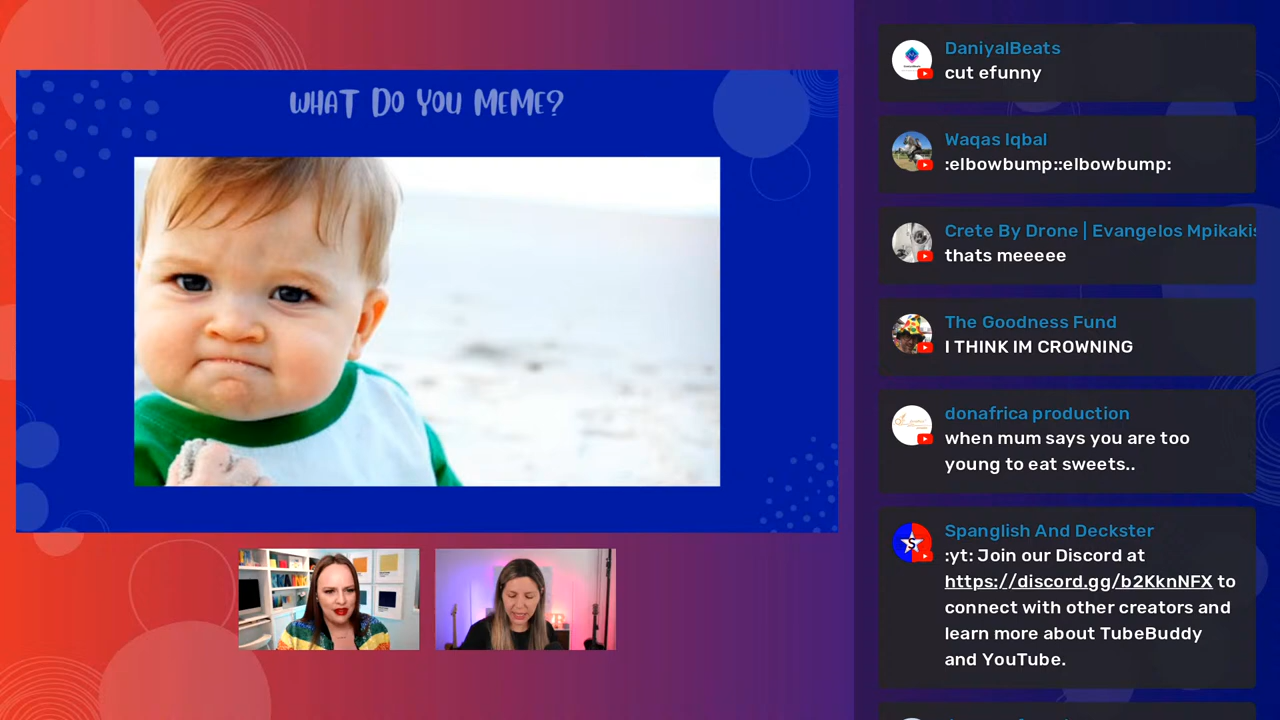 WHAT DO YOU MEME?
DaniyalBeats
cut efunny
Waqas Iqbal
:elbowbump::elbowbump:
Crete By Drone | Evangelos Mpikakis
thats meeeee
The Goodness Fund
I THINK IM CROWNING
donafrica production
when mum says you are too
young to eat sweets..
Spanglish And Deckster
:yt: Join our Discord at
https://discord.gg/b2KknNFX to
connect with other creators and
learn more about TubeBuddy
and YouTube.